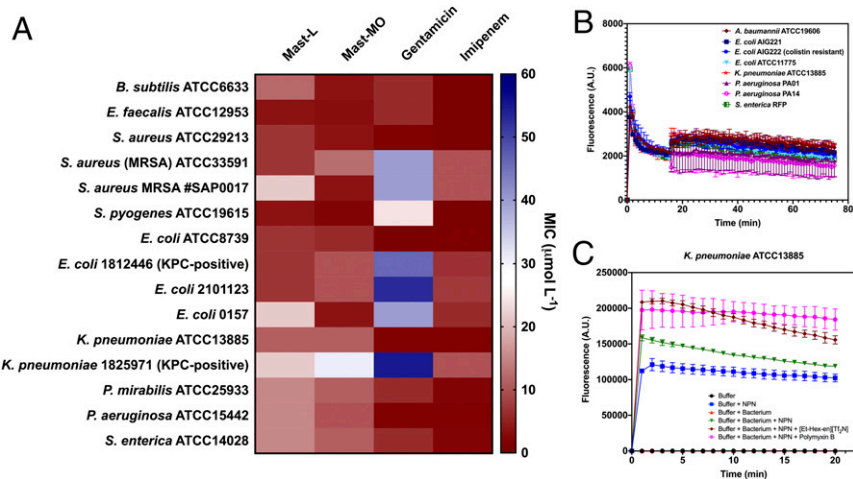 A
Mast-L
Mast-MO
Gentamicin
Imipenem
B. subtilis ATCC6633
E. faecalis ATCC12953
S. aureus ATCC29213
S. aureus (MRSA) ATCC33591
S. aureus MRSA #SAP0017
S. pyogenes ATCC19615
E. coli ATCC8739
E. coli 1812446 (KPC-positive)
E. coli 2101123
E. coli 0157
K. pneumoniae ATCC13885
K. pneumoniae 1825971 (KPC-positive)
P. mirabilis ATCC25933
P. aeruginosa ATCC15442
S. enterica ATCC14028
60
50
40
30
20
10
0
MIC (μmol L-1)
B
Fluorescence (A.U.)
8000
6000
4000
2000
0
0 20 40 60 80
Time (min)
A. baumannii ATCC19606
E. coli AIG221
E. coli AIG222 (colistin resistant)
E. coli ATCC11775
K. pneumoniae ATCC13885
P. aeruginosa PA01
P. aeruginosa PA14
S. enterica RFP
C
K. pneumoniae ATCC13885
Fluorescence (A.U.)
250000
200000
150000
100000
50000
0
0 5 10 15 20
Time (min)
Buffer
Buffer + NPN
Buffer + Bacterium
Buffer + Bacterium + NPN
Buffer + Bacterium + NPN + [Et-Hex-en][Tf2N]
Buffer + Bacterium + NPN + Polymyxin B